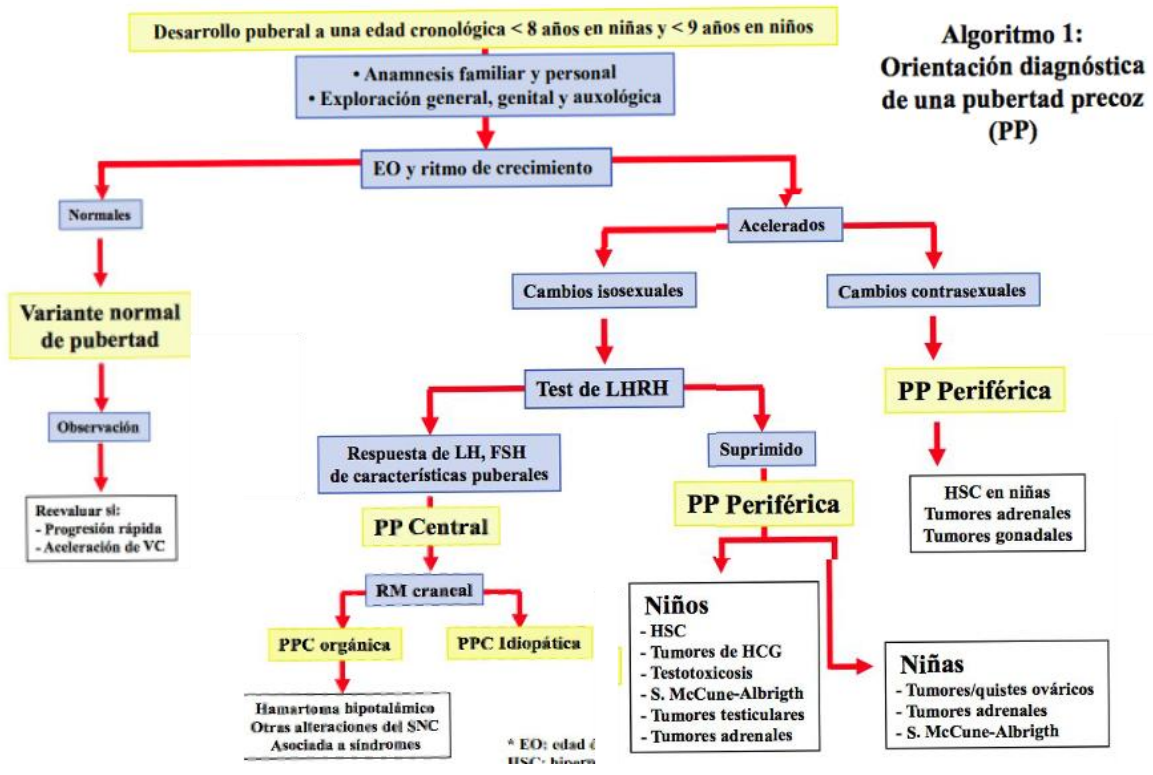 Desarrollo puberal a una edad cronológica < 8 años en niñas y < 9 años en niños
Algoritmo 1:
Orientación diagnóstica
de una pubertad precoz
(PP)
• Anamnesis familiar y personal
• Exploración general, genital y auxológica
EO y ritmo de crecimiento
Normales
Acelerados
Variante normal
de pubertad
Cambios isosexuales
Cambios contrasexuales
Observación
Test de LHRH
PP Periférica
Reevaluar si:
- Progresión rápida
- Aceleración de VC
Respuesta de LH, FSH
de características puberales
Suprimido
HSC en niñas
Tumores adrenales
Tumores gonadales
PP Central
PP Periférica
RM craneal
PPC orgánica
PPC Idiopática
Hamartoma hipotalámico
Otras alteraciones del SNC
Asociada a síndromes
Niños
- HSC
- Tumores de HCG
- Testotoxicosis
- S. McCune-Albrigth
- Tumores testiculares
- Tumores adrenales
Niñas
- Tumores/quistes ováricos
- Tumores adrenales
- S. McCune-Albrigth
* EO: edad
HSC: